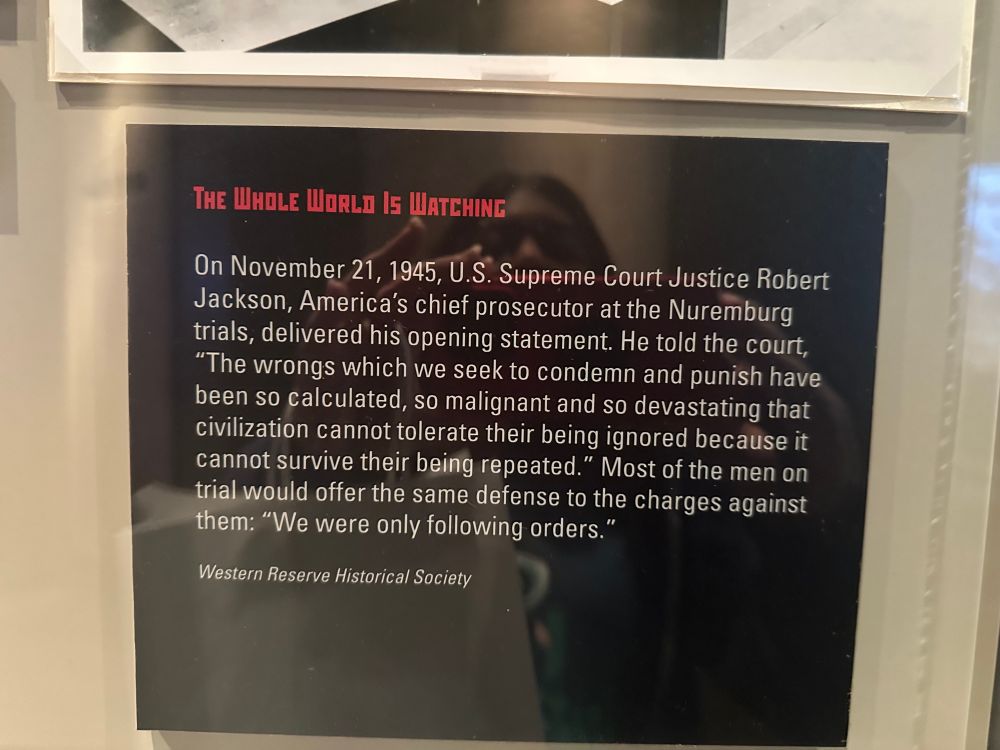 The Whole World Is Watching
On November 21, 1945, U.S. Supreme Court Justice Robert
Jackson, America's chief prosecutor at the Nuremburg
trials, delivered his opening statement. He told the court,
“The wrongs which we seek to condemn and punish have
been so calculated, so malignant and so devastating that
civilization cannot tolerate their being ignored because it
cannot survive their being repeated.” Most of the men on
trial would offer the same defense to the charges against
them: “We were only following orders.”
Western Reserve Historical Society